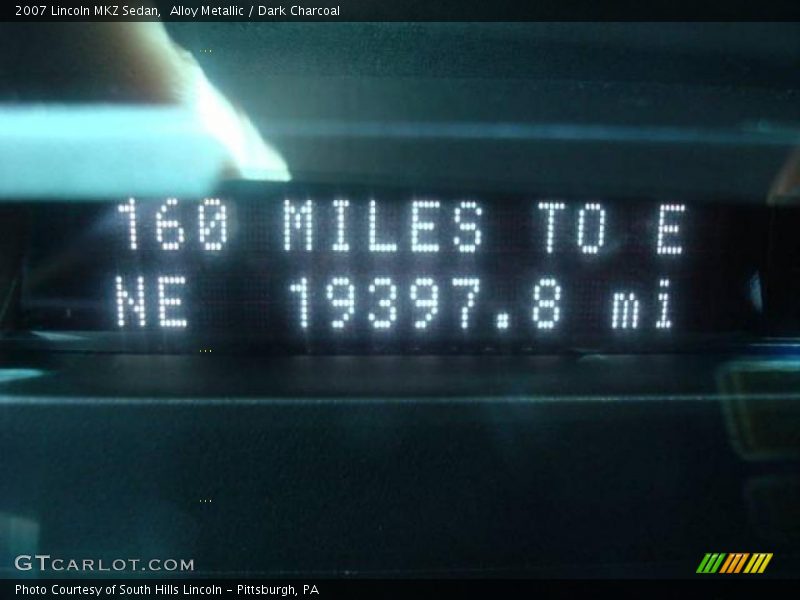 2007 Lincoln MKZ Sedan,  Alloy Metallic / Dark Charcoal
160 MILES TO E
NE 19397.8 mi
GTCARLOT.COM
Photo Courtesy of South Hills Lincoln - Pittsburgh, PA